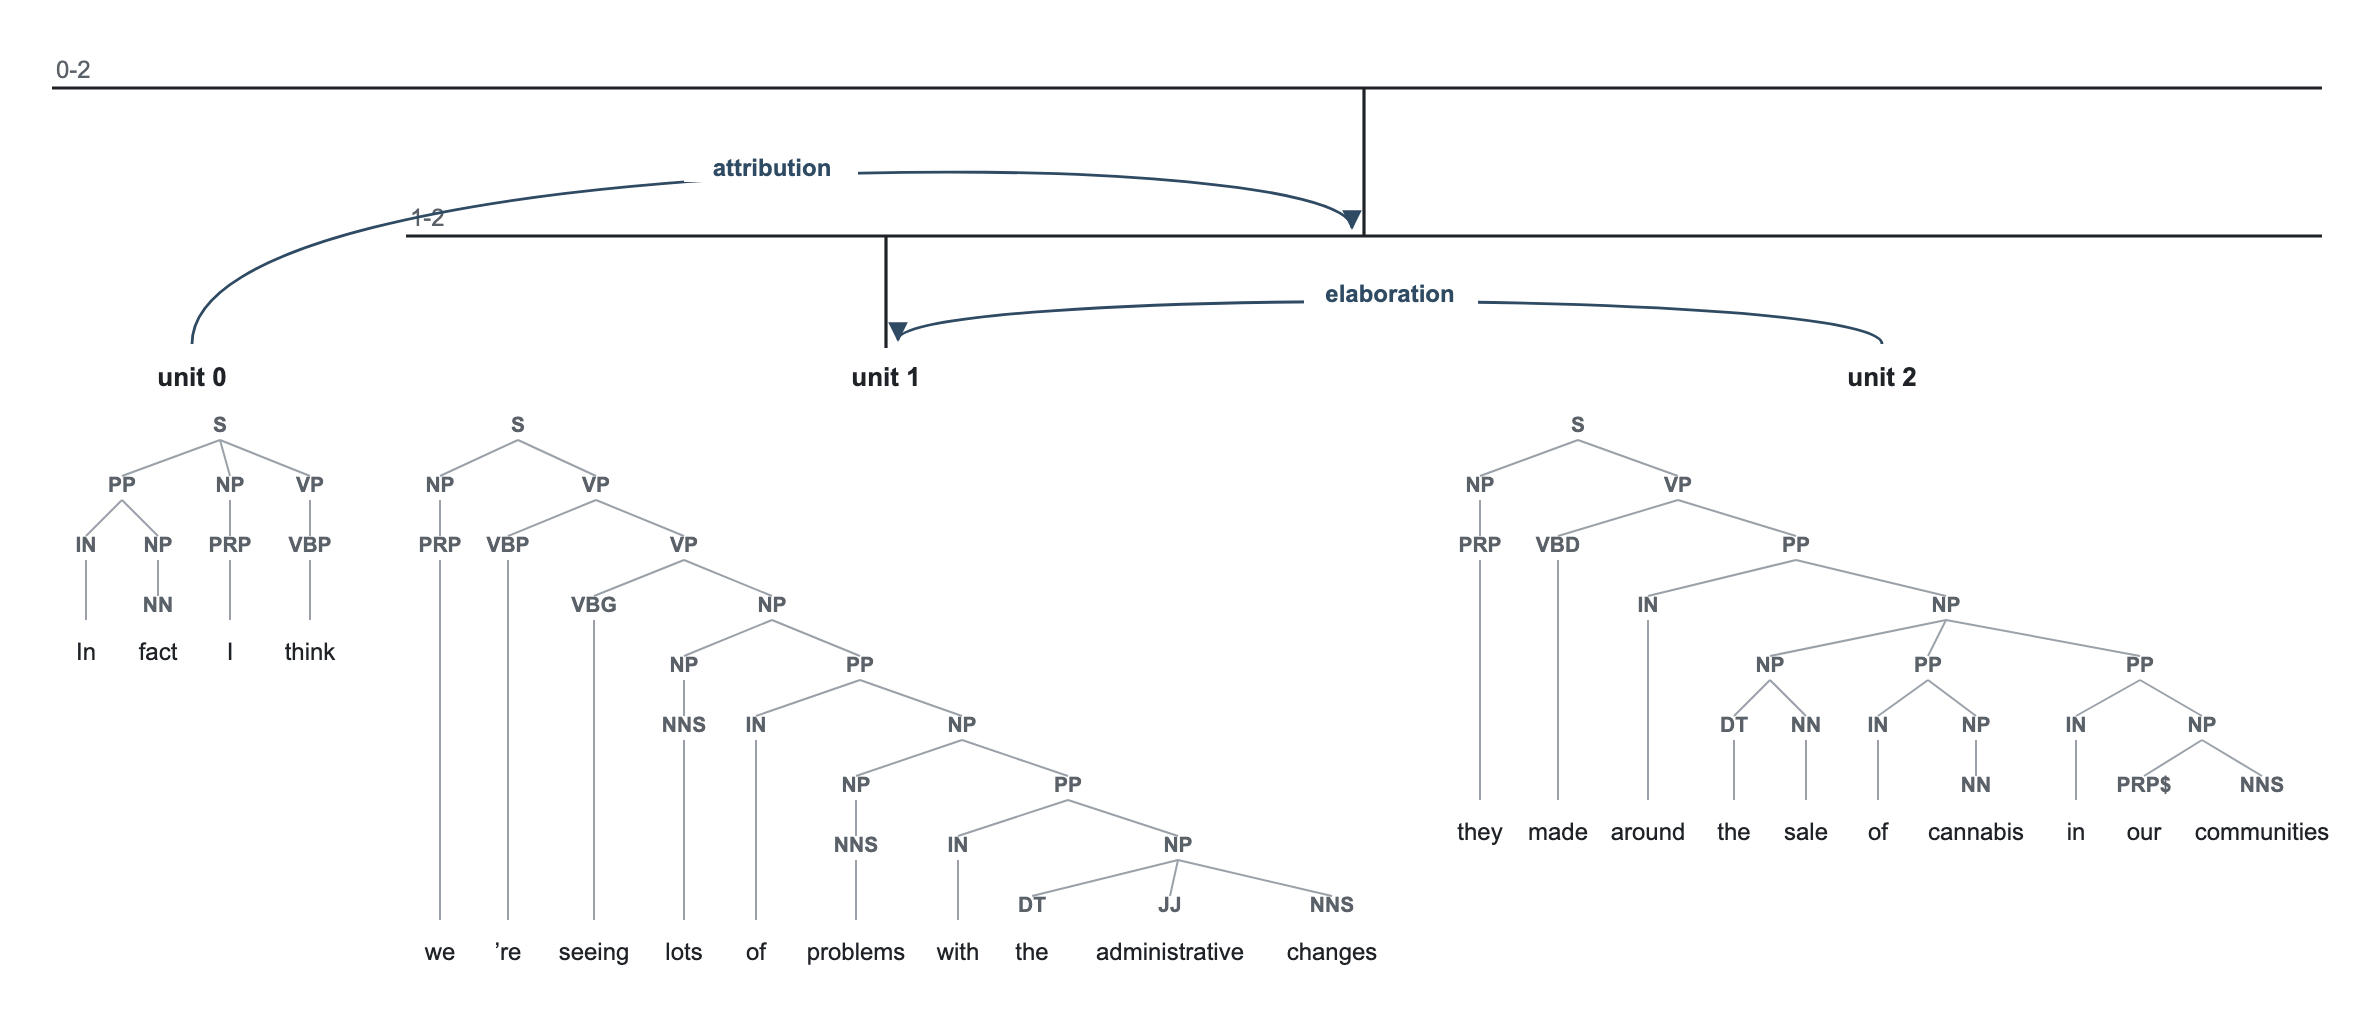 0-2
attribution
1-2
elaboration
unit 0 unit 1 unit 2
S S S
PP NP VP NP VP NP VP
IN NP PRP VBP PRP VBP VP PRP VBD PP
NN VBG NP IN NP
In fact I think NP PP NP PP PP
NNS IN NP DT NN IN NP IN NP
NP PP NN PRP$ NNS
they made around the sale of cannabis in our communities
NNS IN NP
DT JJ NNS
we ’re seeing lots of problems with the administrative changes